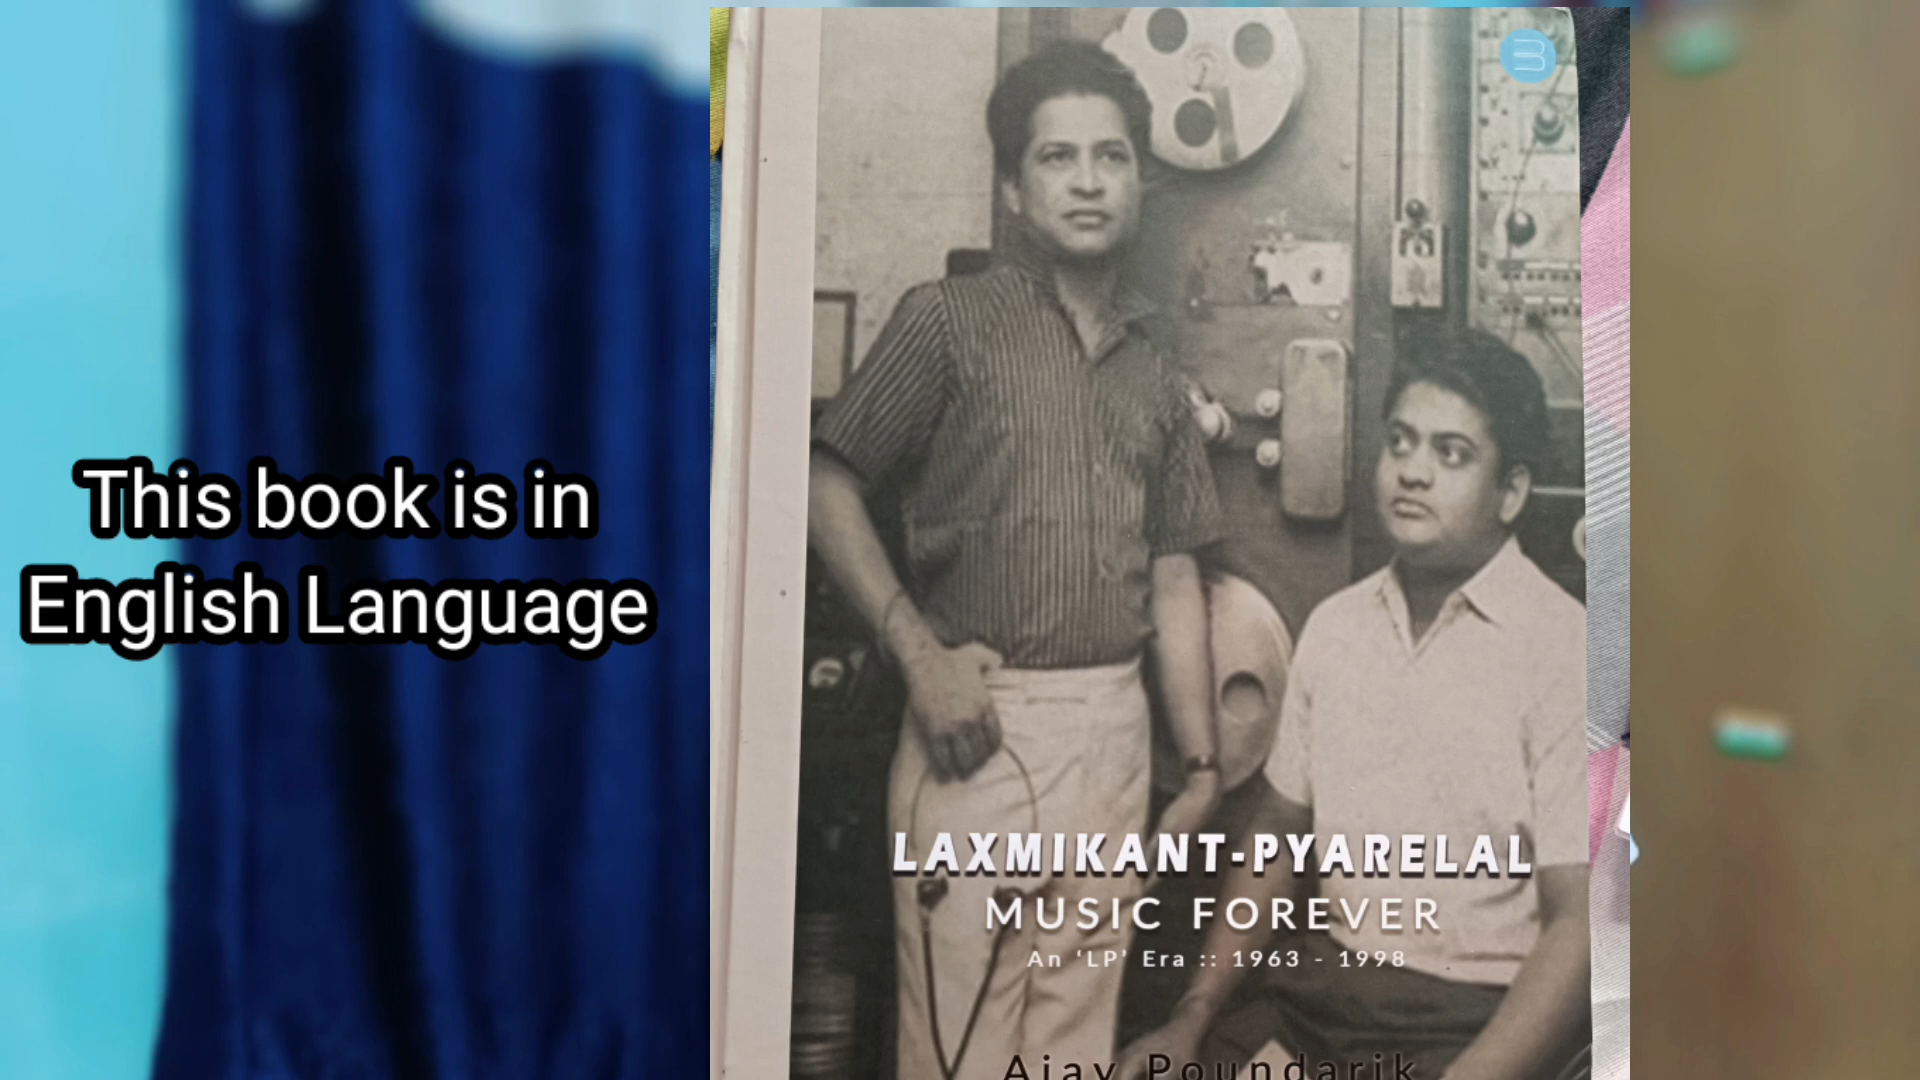 This book is in
English Language
LAXMIKANT-PYARELAL
MUSIC FOREVER
An ‘LP’ Era :: 1963 - 1998
Ajay Poundarik